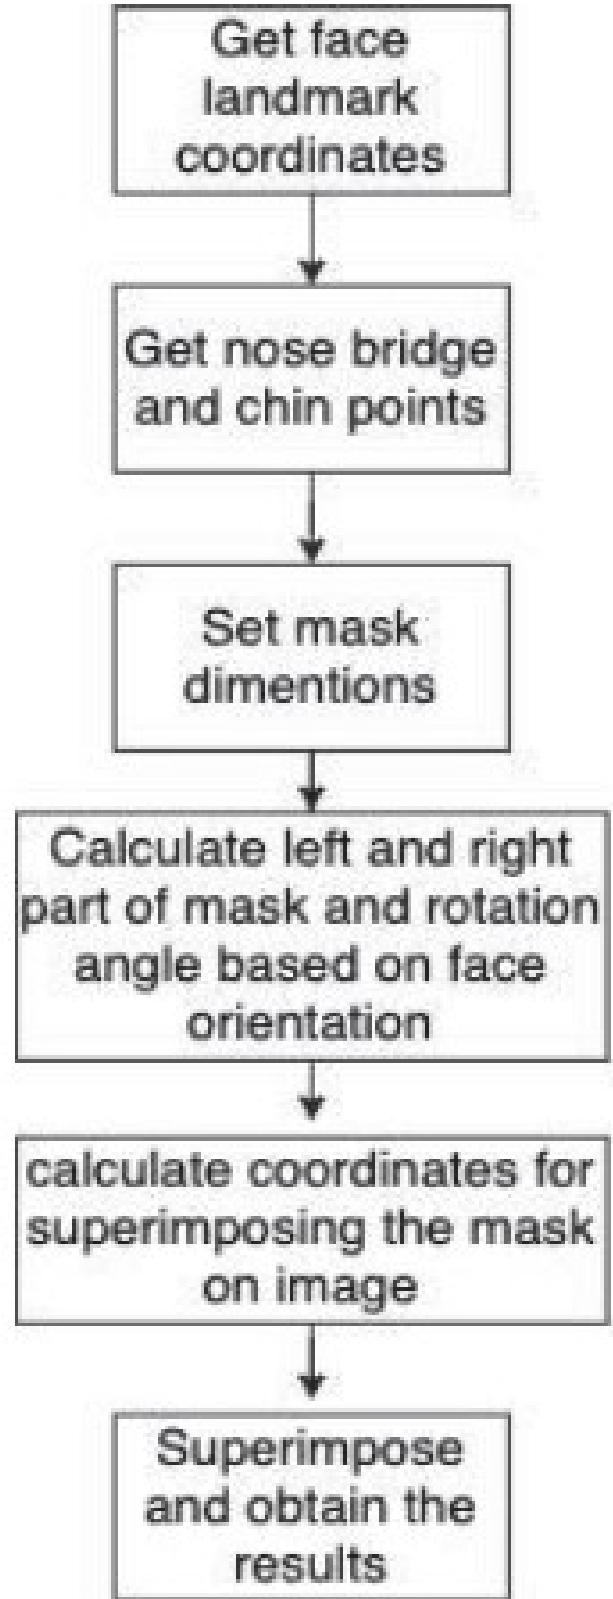 Get face
landmark
coordinates
Get nose bridge
and chin points
Set mask
dimentions
Calculate left and right
part of mask and rotation
angle based on face
orientation
calculate coordinates for
superimposing the mask
on image
Superimpose
and obtain the
results